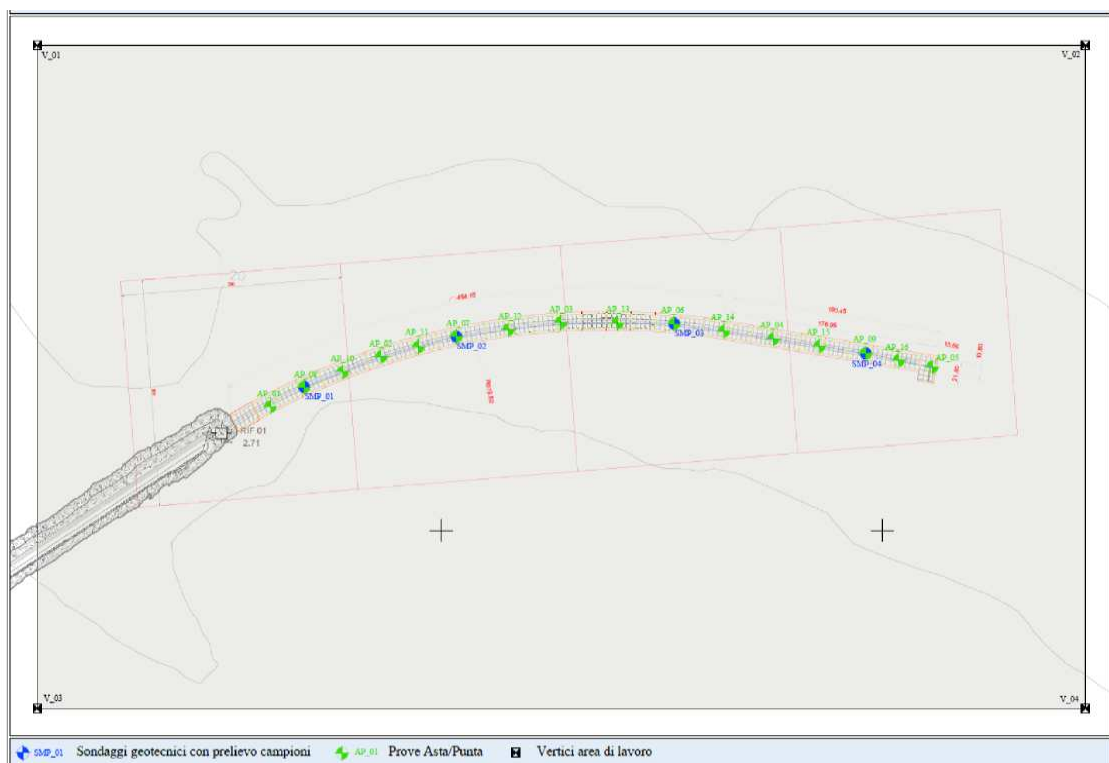 V_01
V_02
AP_01
AP_08
SMP_01
AP_10
AP_11
AP_07
SMP_02
AP_12
AP_03
AP_13
AP_06
SMP_03
AP_14
AP_04
AP_15
AP_09
SMP_04
AP_16
AP_05
RIF 01
2.71
V_03
V_04
SMP_01 Sondaggi geotecnici con prelievo campioni AP_01 Prove Asta/Punta Vertici area di lavoro